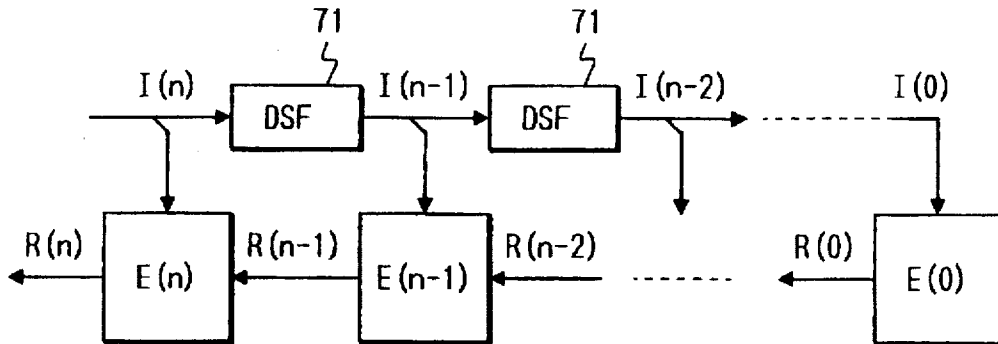 71 71
I(n) DSF I(n-1) DSF I(n-2) I(0)
R(n) E(n) R(n-1) E(n-1) R(n-2) R(0) E(0)